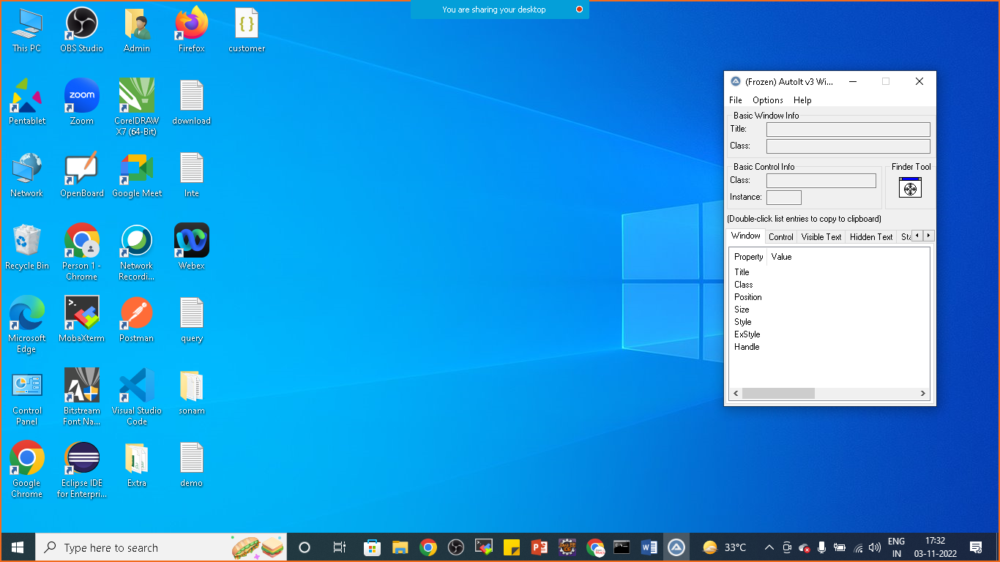 You are sharing your desktop
This PC
OBS Studio
Admin
Firefox
customer
Pentablet
zoom
Zoom
CorelDRAW
X7 (64-Bit)
download
Network
OpenBoard
Google Meet
Inte
Recycle Bin
Person 1 -
Chrome
Network
Recordi...
Webex
Microsoft
Edge
MobaXterm
Postman
query
Control
Panel
Bitstream
Font Na...
Visual Studio
Code
sonam
Google
Chrome
Eclipse IDE
for Enterpri...
Extra
demo
(Frozen) AutoIt v3 Wi...
File Options Help
Basic Window Info
Title:
Class:
Basic Control Info
Finder Tool
Class:
Instance:
(Double-click list entries to copy to clipboard)
Window Control Visible Text Hidden Text
Property Value
Title
Class
Position
Size
Style
ExStyle
Handle
Type here to search
33°C
ENG
IN
17:32
03-11-2022